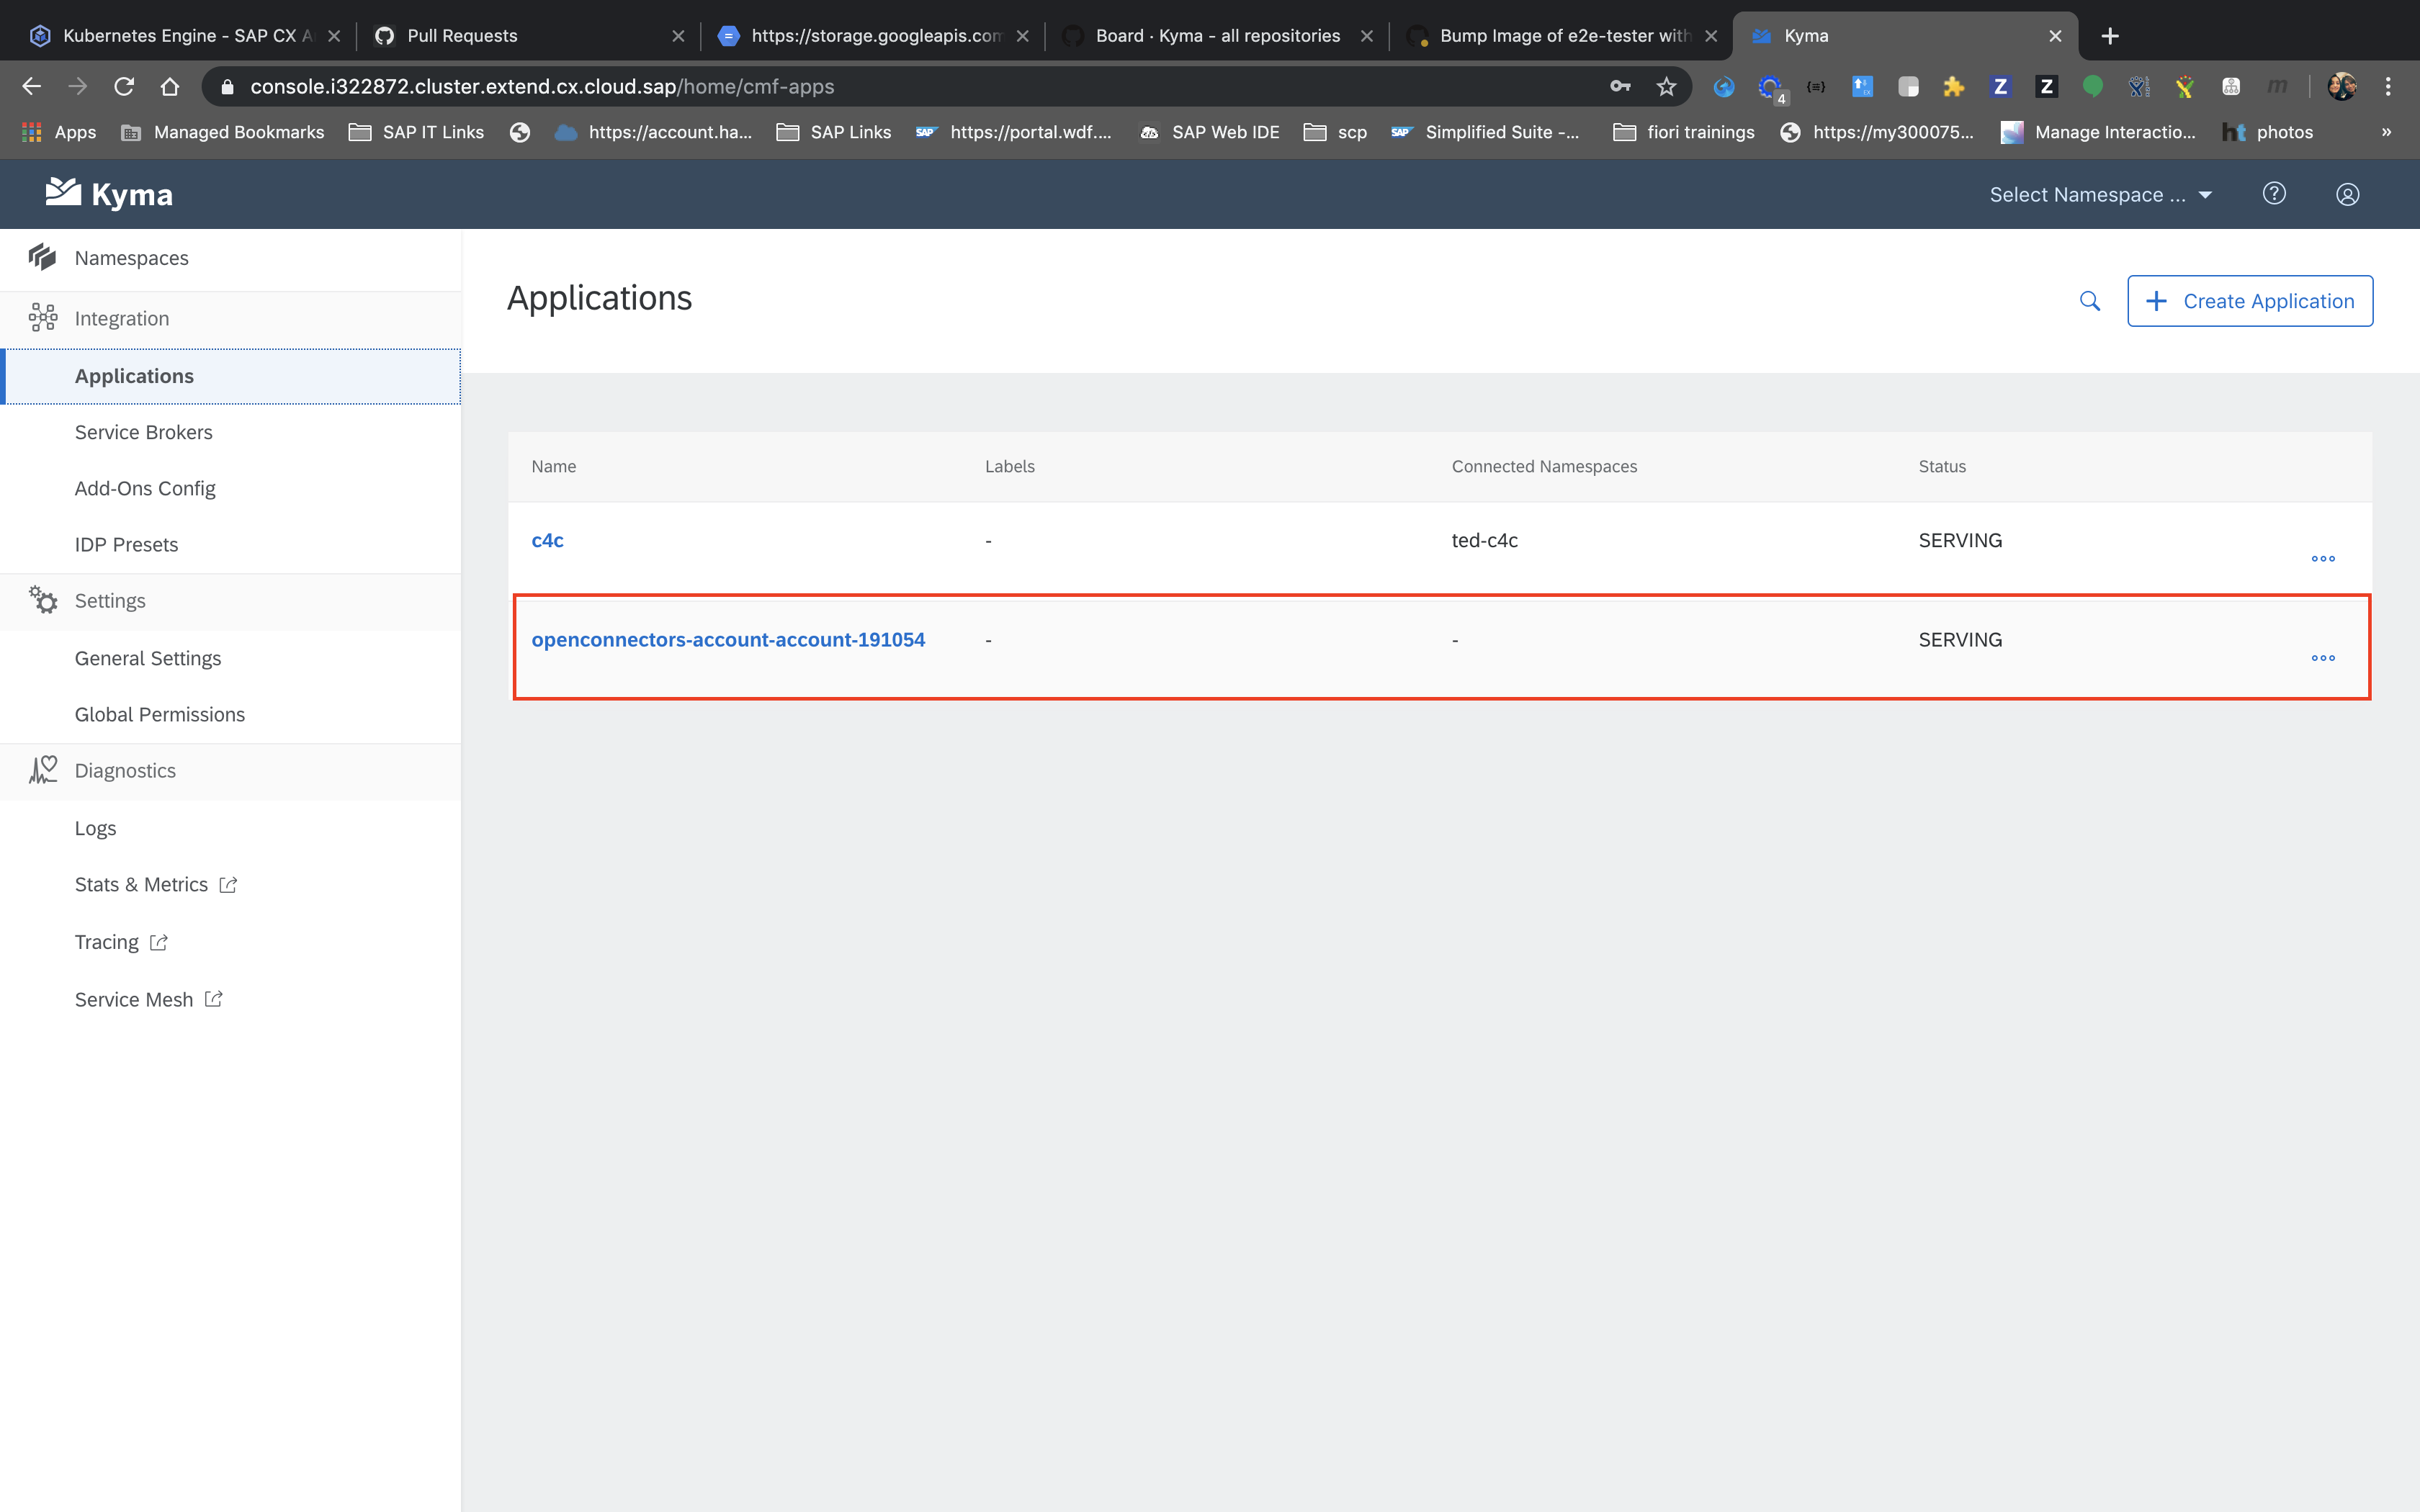 Kubernetes Engine - SAP CX A
Pull Requests
https://storage.googleapis.com
Board · Kyma - all repositories
Bump Image of e2e-tester with
Kyma
console.i322872.cluster.extend.cx.cloud.sap/home/cmf-apps
4
Z
Z
m
Apps
Managed Bookmarks
SAP IT Links
https://account.ha...
SAP Links
SAP
https://portal.wdf....
SAP Web IDE
scp
SAP
Simplified Suite -...
fiori trainings
https://my300075...
Manage Interactio...
ht
photos
»
Kyma
Select Namespace ...
?
Namespaces
Integration
Applications
Service Brokers
Add-Ons Config
IDP Presets
Settings
General Settings
Global Permissions
Diagnostics
Logs
Stats & Metrics
Tracing
Service Mesh
Applications
+ Create Application
Name Labels Connected Namespaces Status
c4c - ted-c4c SERVING
openconnectors-account-account-191054 - - SERVING